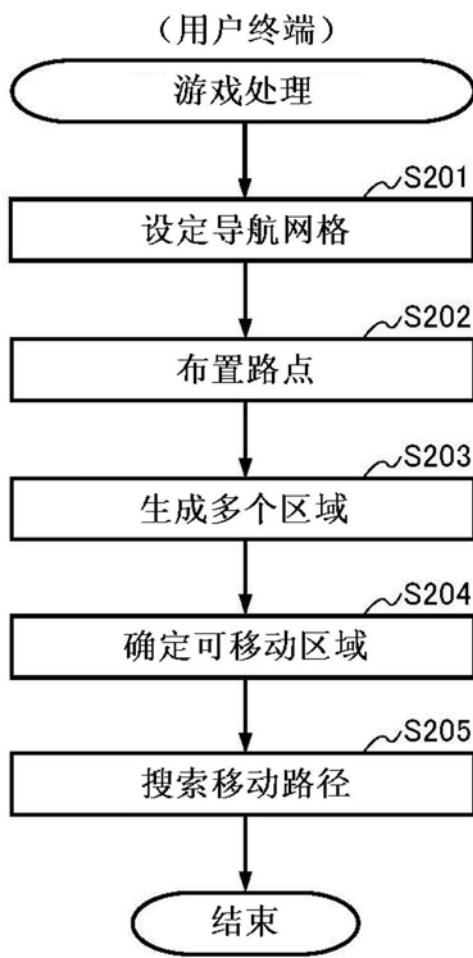 （用户终端）
游戏处理
S201
设定导航网格
S202
布置路点
S203
生成多个区域
S204
确定可移动区域
S205
搜索移动路径
结束